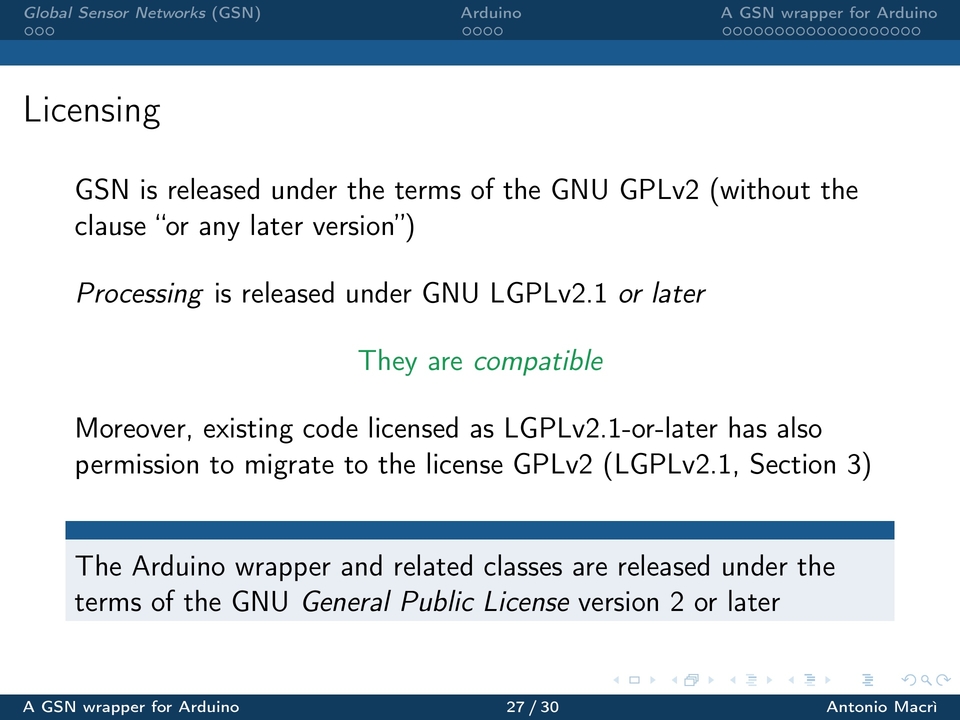 Global Sensor Networks (GSN) Arduino A GSN wrapper for Arduino
Licensing
GSN is released under the terms of the GNU GPLv2 (without the
clause “or any later version”)
Processing is released under GNU LGPLv2.1 or later
They are compatible
Moreover, existing code licensed as LGPLv2.1-or-later has also
permission to migrate to the license GPLv2 (LGPLv2.1, Section 3)
The Arduino wrapper and related classes are released under the
terms of the GNU General Public License version 2 or later
A GSN wrapper for Arduino 27 / 30 Antonio Macrì